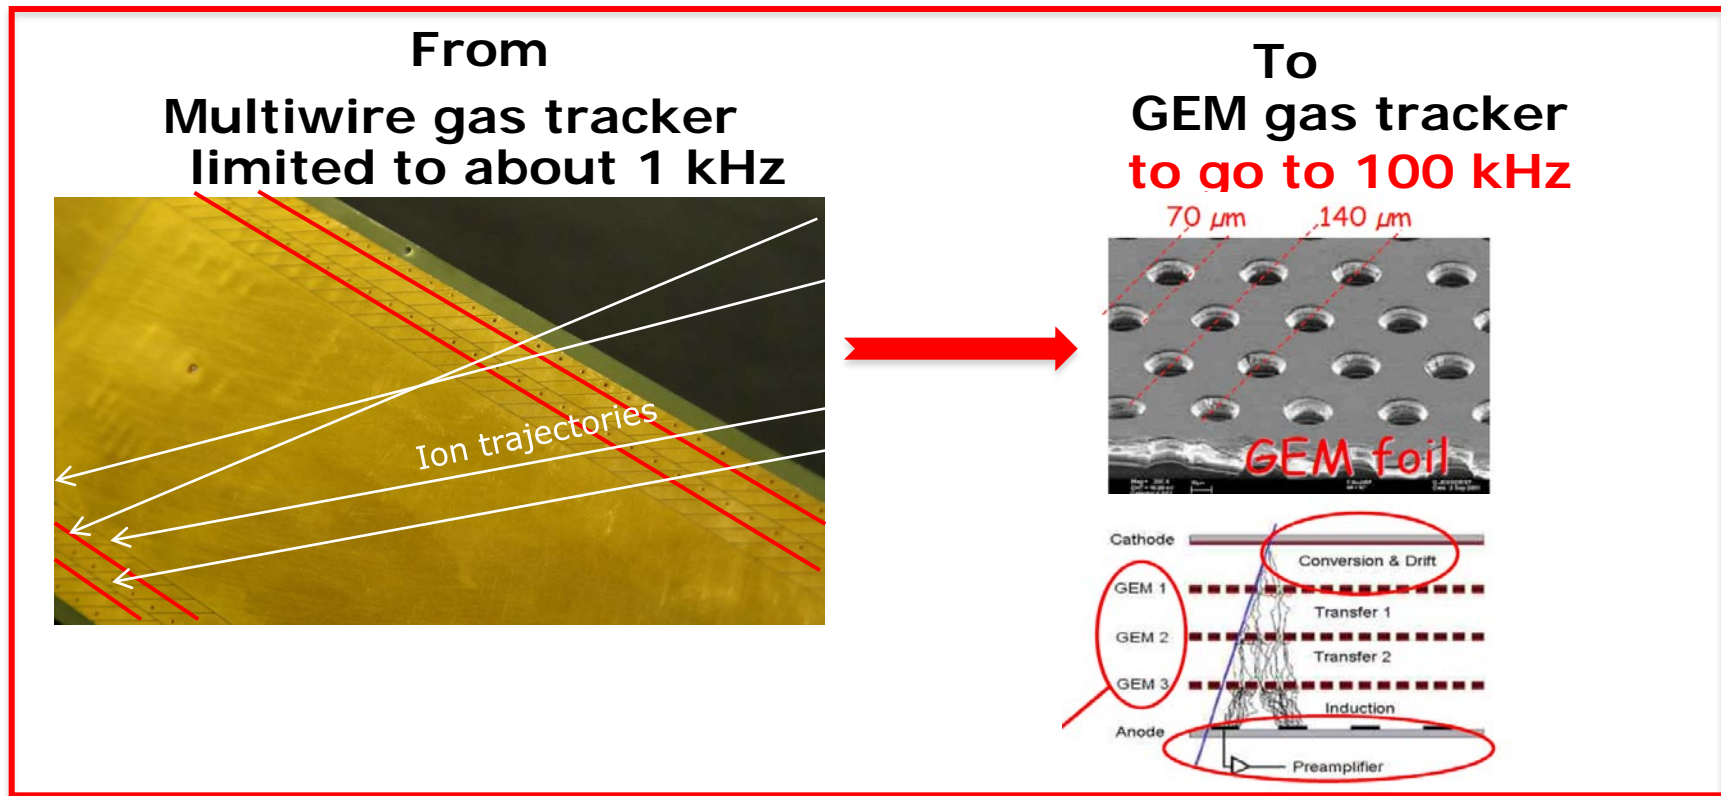 From
Multiwire gas tracker
limited to about 1 kHz
Ion trajectories
To
GEM gas tracker
to go to 100 kHz
70 μm
140 μm
GEM foil
Cathode
Conversion & Drift
GEM 1
Transfer 1
GEM 2
Transfer 2
GEM 3
Induction
Anode
Preamplifier